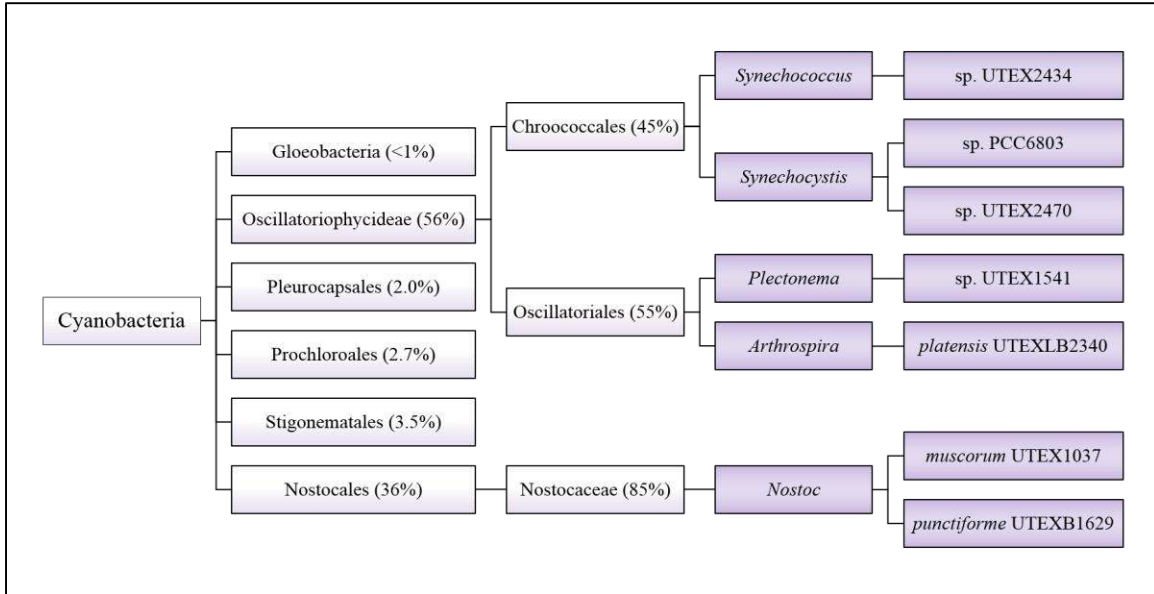 Cyanobacteria
Gloeobacteria (<1%)
Oscillatoriophycideae (56%)
Pleurocapsales (2.0%)
Prochloroales (2.7%)
Stigonematales (3.5%)
Nostocales (36%)
Chroococcales (45%)
Oscillatoriales (55%)
Nostocaceae (85%)
Synechococcus
Synechocystis
Plectonema
Arthrospira
Nostoc
sp. UTEX2434
sp. PCC6803
sp. UTEX2470
sp. UTEX1541
platensis UTEXLB2340
muscorum UTEX1037
punctiforme UTEXB1629